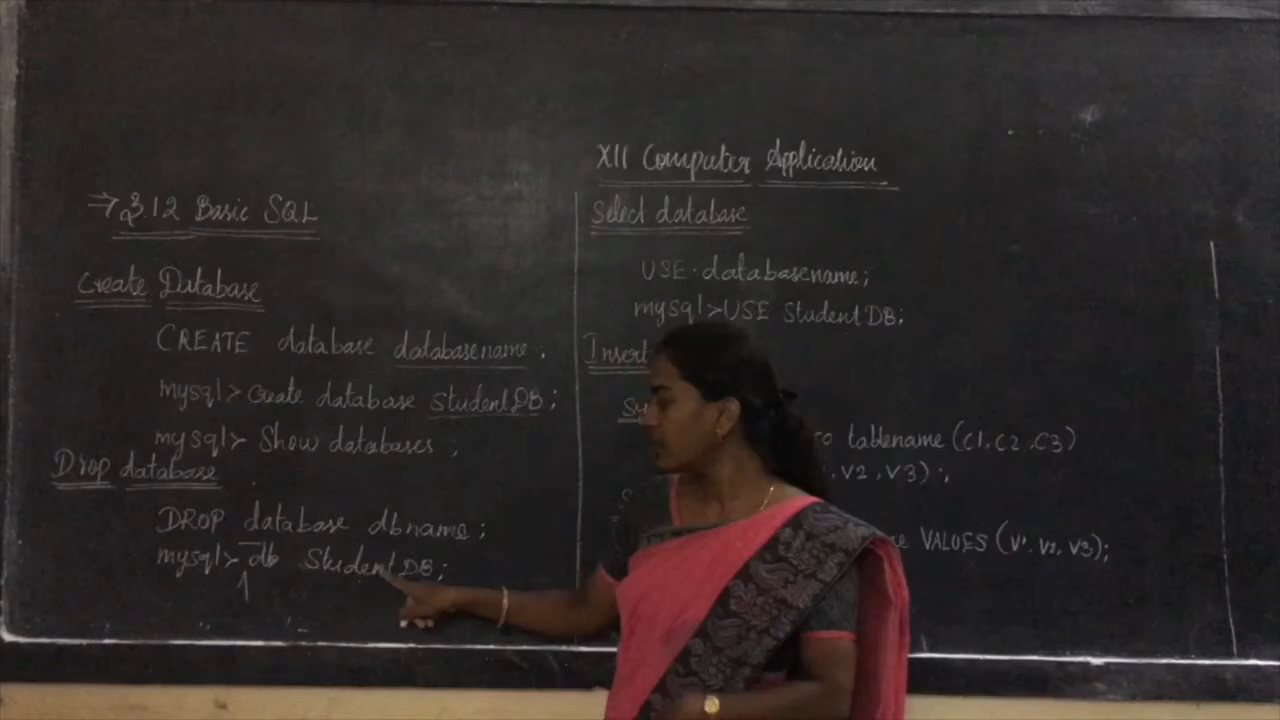 XII Computer Application
⇒ 3.12 Basic SQL
Create Database
CREATE database databasename;
mysql> Create database studentDB;
mysql> Show databases;
Drop database
DROP database dbname;
mysql> db StudentDB;
Select database
USE databasename;
mysql>USE StudentDB;
Insert
tablename (C1, C2, C3)
V2, V3);
VALUES (V1, V2, V3);